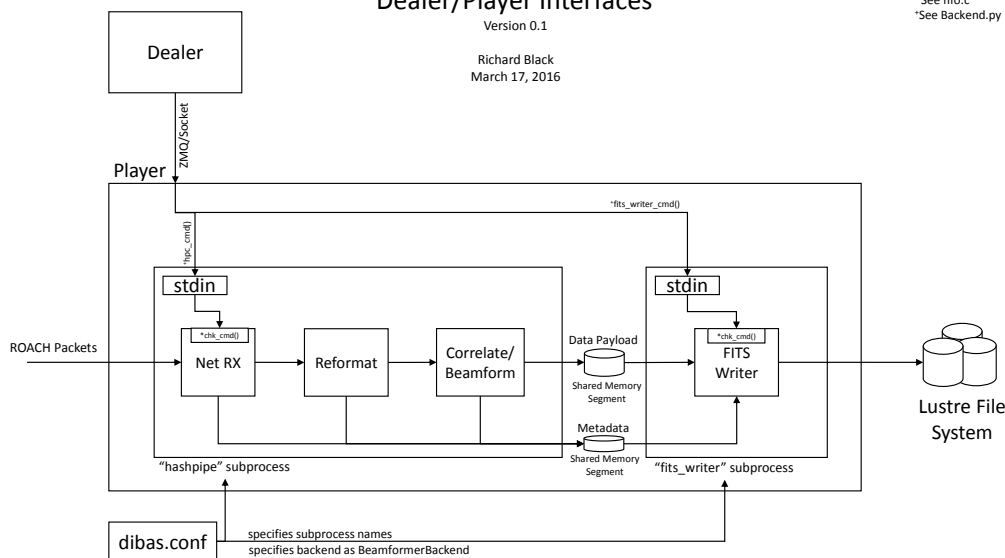 Dealer/Player Interfaces
Version 0.1
Richard Black
March 17, 2016
*See fifo.c
⁺See Backend.py
Dealer
ZMQ/Socket
Player
⁺hpc_cmd()
⁺fits_writer_cmd()
stdin
stdin
*chk_cmd()
Net RX
Reformat
Correlate/
Beamform
ROACH Packets
Data Payload
Shared Memory
Segment
Metadata
Shared Memory
Segment
*chk_cmd()
FITS
Writer
Lustre File
System
“hashpipe” subprocess
“fits_writer” subprocess
dibas.conf
specifies subprocess names
specifies backend as BeamformerBackend